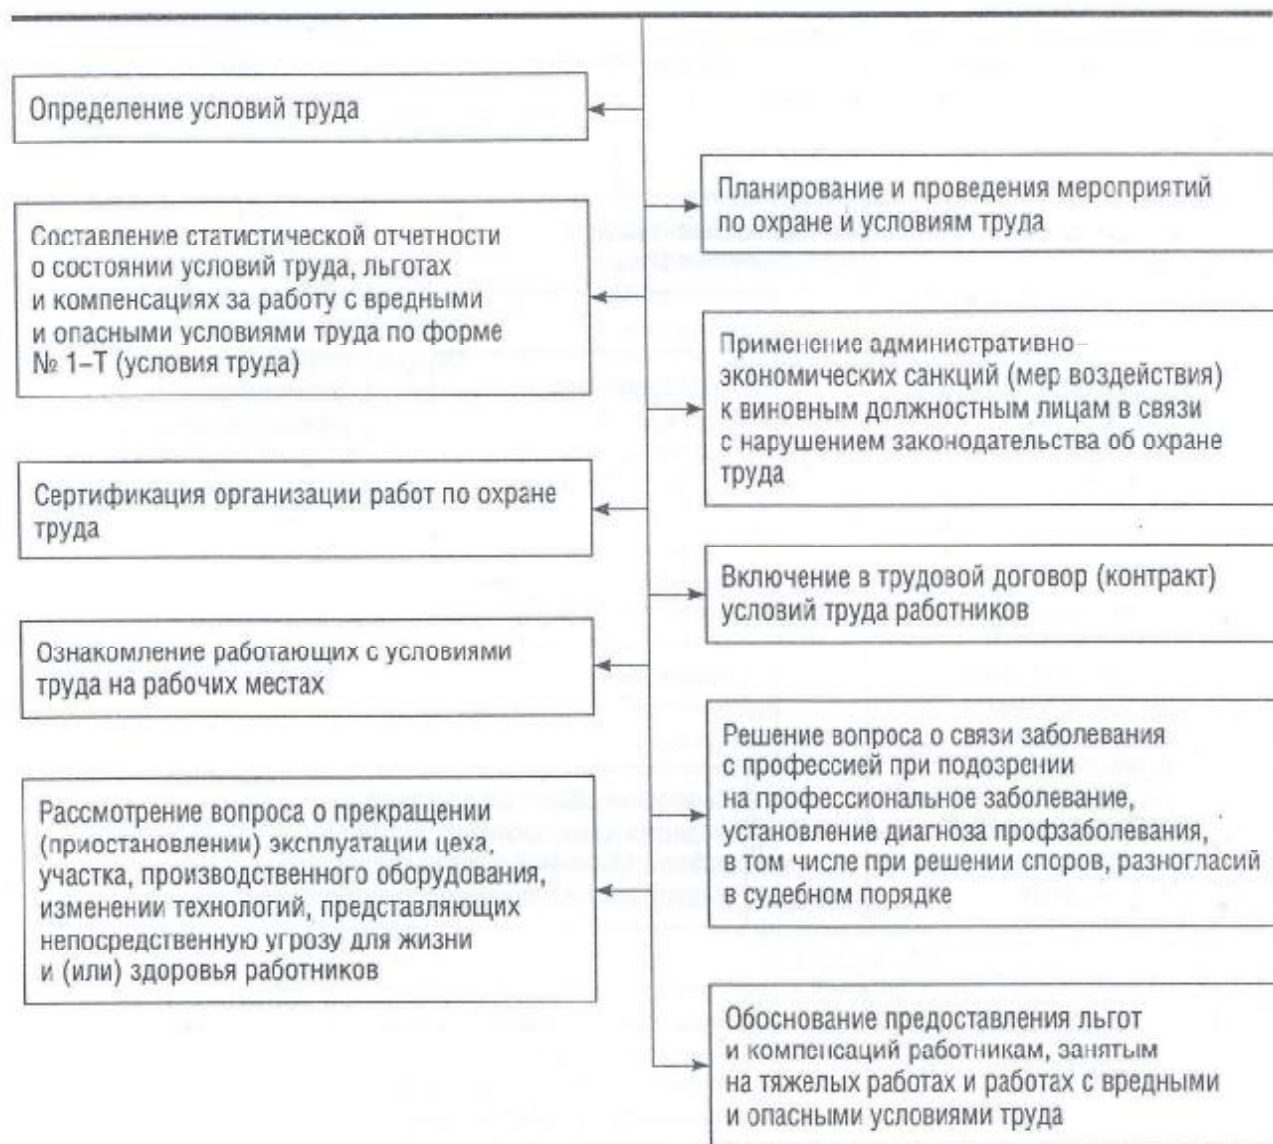 Определение условий труда
Планирование и проведения мероприятий
по охране и условиям труда
Составление статистической отчетности
о состоянии условий труда, льготах
и компенсациях за работу с вредными
и опасными условиями труда по форме
№ 1–Т (условия труда)
Применение административно–
экономических санкций (мер воздействия)
к виновным должностным лицам в связи
с нарушением законодательства об охране
труда
Сертификация организации работ по охране
труда
Включение в трудовой договор (контракт)
условий труда работников
Ознакомление работающих с условиями
труда на рабочих местах
Решение вопроса о связи заболевания
с профессией при подозрении
на профессиональное заболевание,
установление диагноза профзаболевания,
в том числе при решении споров, разногласий
в судебном порядке
Рассмотрение вопроса о прекращении
(приостановлении) эксплуатации цеха,
участка, производственного оборудования,
изменении технологий, представляющих
непосредственную угрозу для жизни
и (или) здоровья работников
Обоснование предоставления льгот
и компенсаций работникам, занятым
на тяжелых работах и работах с вредными
и опасными условиями труда